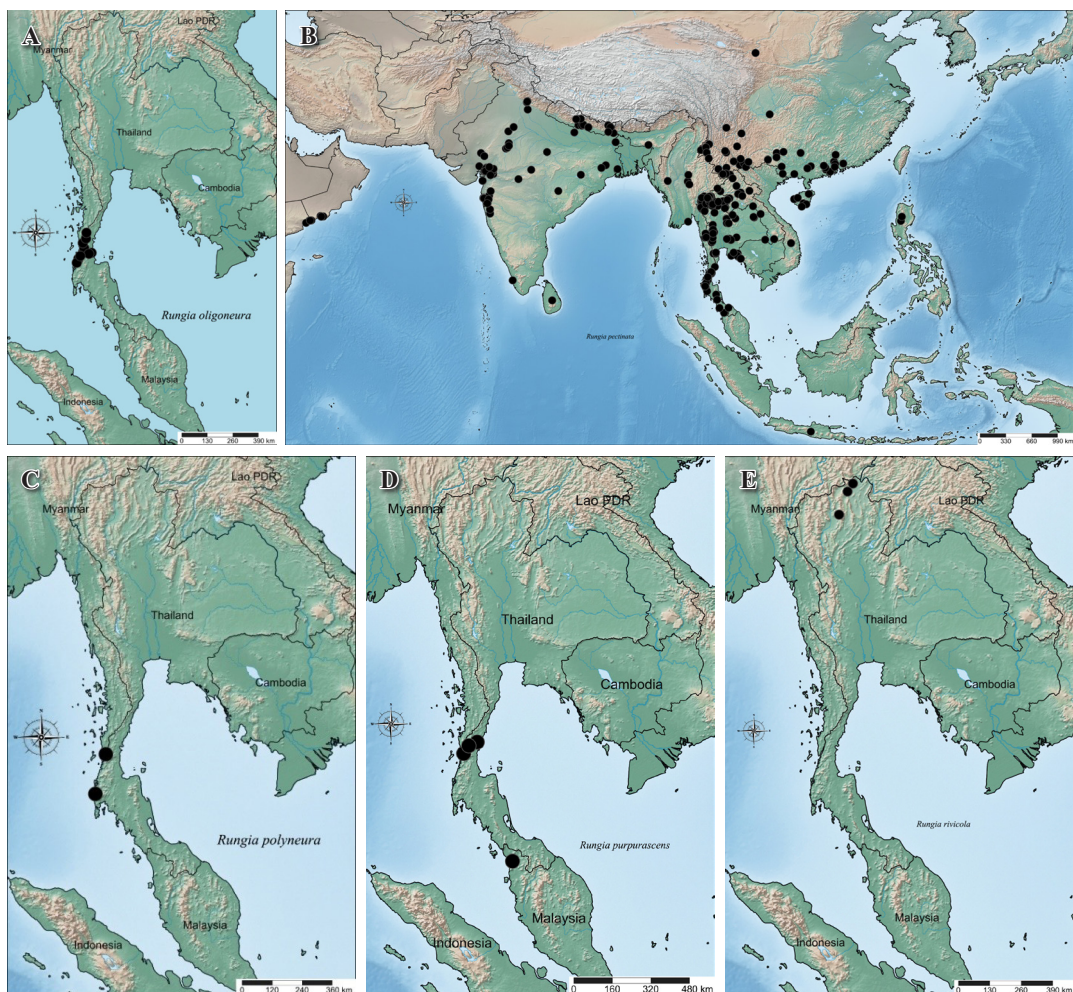 A
Lao PDR
Myanmar
Thailand
Cambodia
Rungia oligoneura
Malaysia
Indonesia
0 130 260 390 km
B
Rungia pectinata
0 330 660 990 km
C
Lao PDR
Myanmar
Thailand
Cambodia
Rungia polyneura
Malaysia
Indonesia
0 120 240 360 km
D
Lao PDR
Myanmar
Thailand
Cambodia
Rungia purpurascens
Malaysia
Indonesia
0 160 320 480 km
E
Lao PDR
Myanmar
Thailand
Cambodia
Rungia rivicola
Malaysia
Indonesia
0 130 260 390 km